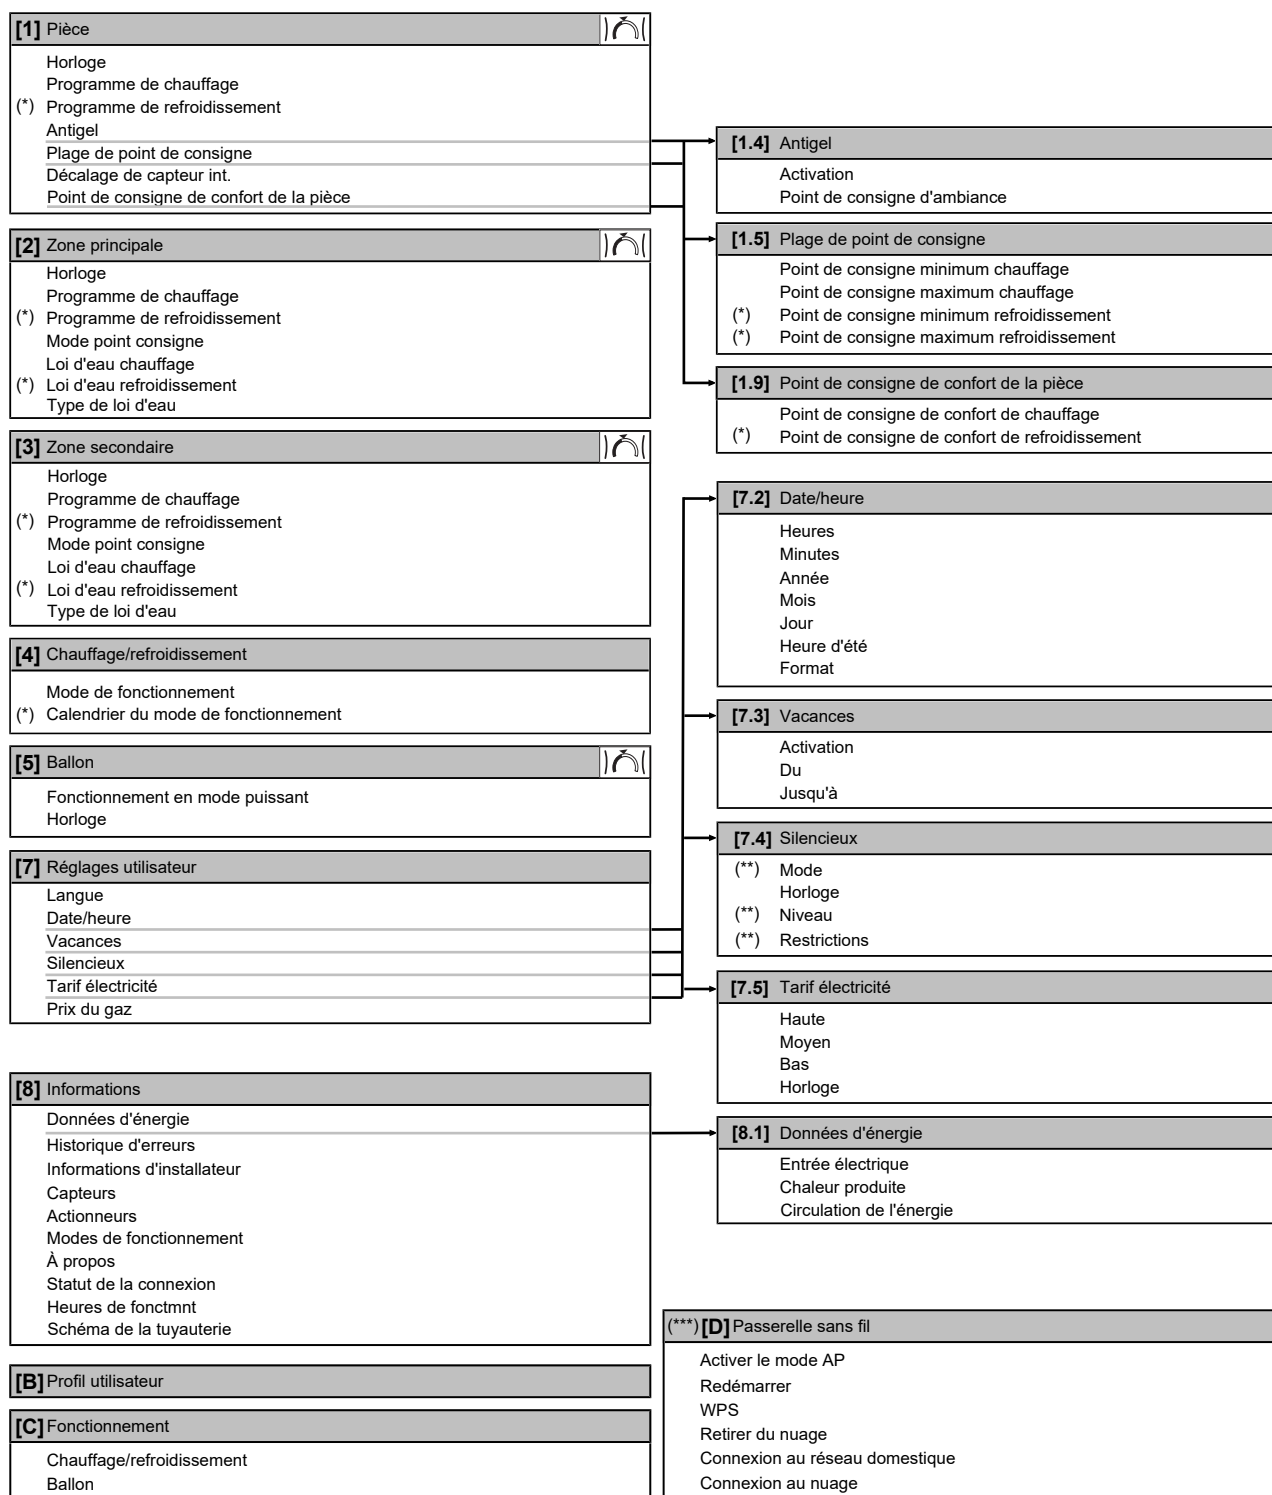 [1] Pièce
Horloge
Programme de chauffage
(*) Programme de refroidissement
Antigel
Plage de point de consigne
Décalage de capteur int.
Point de consigne de confort de la pièce
[2] Zone principale
Horloge
Programme de chauffage
(*) Programme de refroidissement
Mode point consigne
Loi d'eau chauffage
(*) Loi d'eau refroidissement
Type de loi d'eau
[3] Zone secondaire
Horloge
Programme de chauffage
(*) Programme de refroidissement
Mode point consigne
Loi d'eau chauffage
(*) Loi d'eau refroidissement
Type de loi d'eau
[4] Chauffage/refroidissement
Mode de fonctionnement
(*) Calendrier du mode de fonctionnement
[5] Ballon
Fonctionnement en mode puissant
Horloge
[7] Réglages utilisateur
Langue
Date/heure
Vacances
Silencieux
Tarif électricité
Prix du gaz
[8] Informations
Données d'énergie
Historique d'erreurs
Informations d'installateur
Capteurs
Actionneurs
Modes de fonctionnement
À propos
Statut de la connexion
Heures de fonctmnt
Schéma de la tuyauterie
[B] Profil utilisateur
[C] Fonctionnement
Chauffage/refroidissement
Ballon
[1.4] Antigel
Activation
Point de consigne d'ambiance
[1.5] Plage de point de consigne
Point de consigne minimum chauffage
Point de consigne maximum chauffage
(*) Point de consigne minimum refroidissement
(*) Point de consigne maximum refroidissement
[1.9] Point de consigne de confort de la pièce
Point de consigne de confort de chauffage
(*) Point de consigne de confort de refroidissement
[7.2] Date/heure
Heures
Minutes
Année
Mois
Jour
Heure d'été
Format
[7.3] Vacances
Activation
Du
Jusqu'à
[7.4] Silencieux
(**) Mode
Horloge
(**) Niveau
(**) Restrictions
[7.5] Tarif électricité
Haute
Moyen
Bas
Horloge
[8.1] Données d'énergie
Entrée électrique
Chaleur produite
Circulation de l'énergie
(***) [D] Passerelle sans fil
Activer le mode AP
Redémarrer
WPS
Retirer du nuage
Connexion au réseau domestique
Connexion au nuage